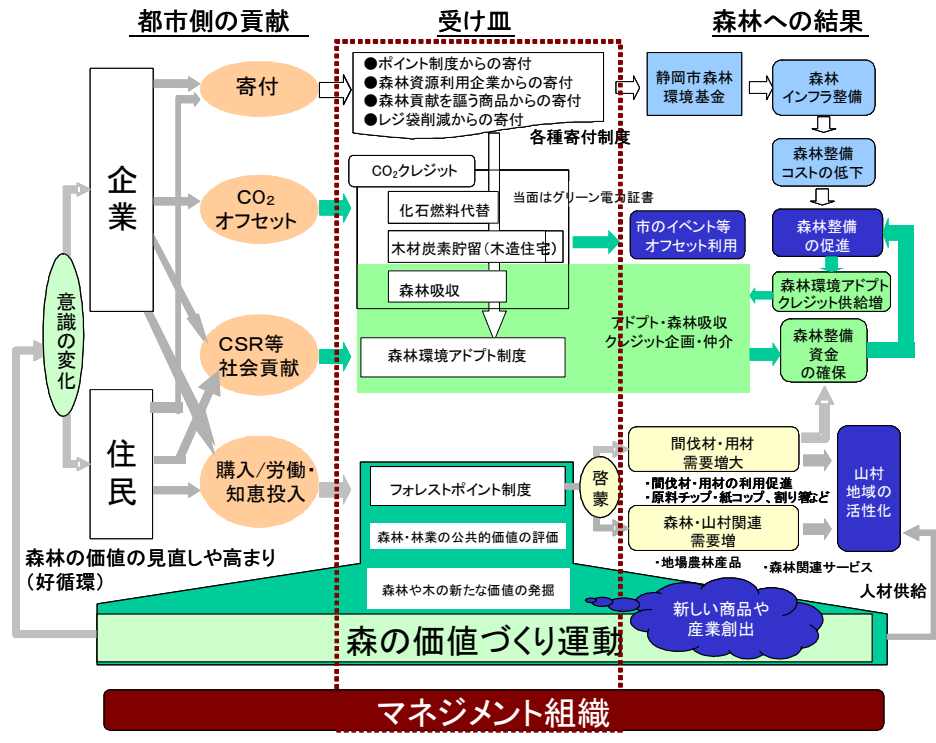 都市側の貢献
受け皿
森林への結果
企業
住民
意識の変化
寄付
CO₂
オフセット
CSR等
社会貢献
購入/労働・
知恵投入
●ポイント制度からの寄付
●森林資源利用企業からの寄付
●森林貢献を謳う商品からの寄付
●レジ袋削減からの寄付
各種寄付制度
CO₂クレジット
当面はグリーン電力証書
化石燃料代替
木材炭素貯留(木造住宅)
森林吸収
森林環境アドプト制度
アドプト・森林吸収
クレジット企画・仲介
静岡市森林
環境基金
森林
インフラ整備
森林整備
コストの低下
市のイベント等
オフセット利用
森林整備
の促進
森林環境アドプト
クレジット供給増
森林整備
資金
の確保
フォレストポイント制度
啓蒙
間伐材・用材
需要増大
・間伐材・用材の利用促進
・原料チップ・紙コップ、割り箸など
森林・山村関連
需要増
・地場農林産品
・森林関連サービス
山村
地域の
活性化
人材供給
森林・林業の公共的価値の評価
森林や木の新たな価値の発掘
新しい商品や
産業創出
森林の価値の見直しや高まり
(好循環)
森の価値づくり運動
マネジメント組織